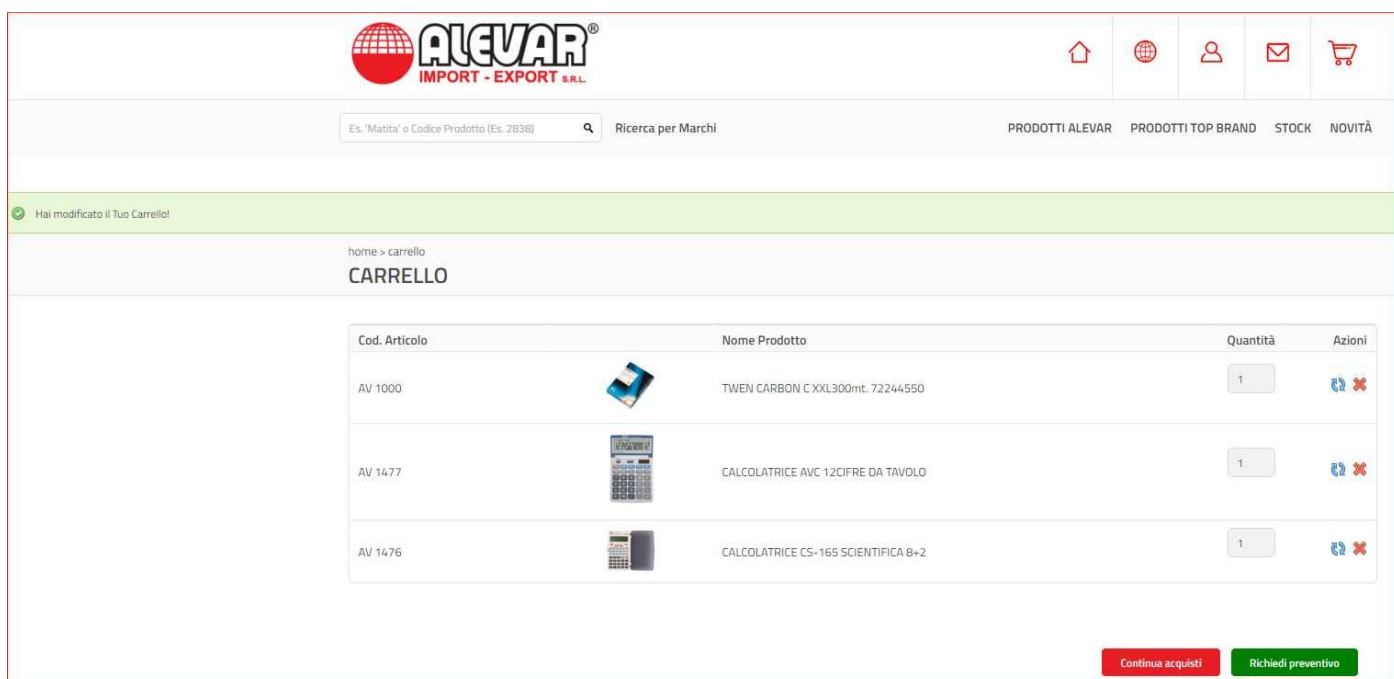 ALEVAR®
IMPORT - EXPORT S.R.L.
Es. 'Matita' o Codice Prodotto (Es. 2838)
Ricerca per Marchi
PRODOTTI ALEVAR
PRODOTTI TOP BRAND
STOCK
NOVITÀ
Hai modificato il Tuo Carrello!
home > carrello
CARRELLO
Cod. Articolo Nome Prodotto Quantità Azioni
AV 1000 TWEN CARBON C XXL300mt. 72244550 1
AV 1477 CALCOLATRICE AVC 12CIFRE DA TAVOLO 1
AV 1476 CALCOLATRICE CS-165 SCIENTIFICA 8+2 1
Continua acquisti
Richiedi preventivo